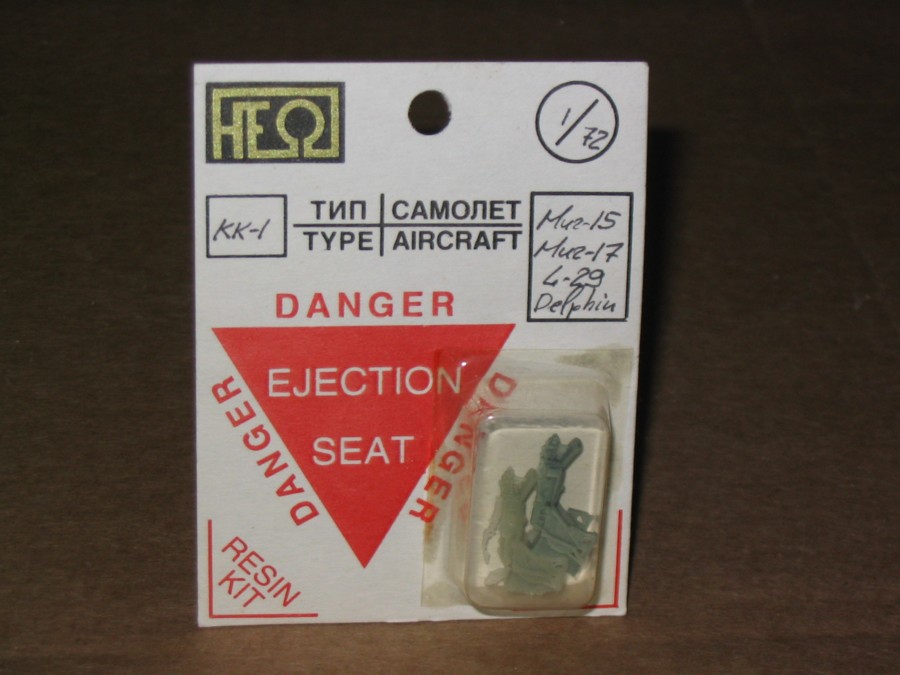 НЕО
1/72
КК-1
ТИП САМОЛЕТ
TYPE AIRCRAFT
Миг-15
Миг-17
L-29
Delphin
DANGER
EJECTION
SEAT
DANGER
DANGER
RESIN
KIT